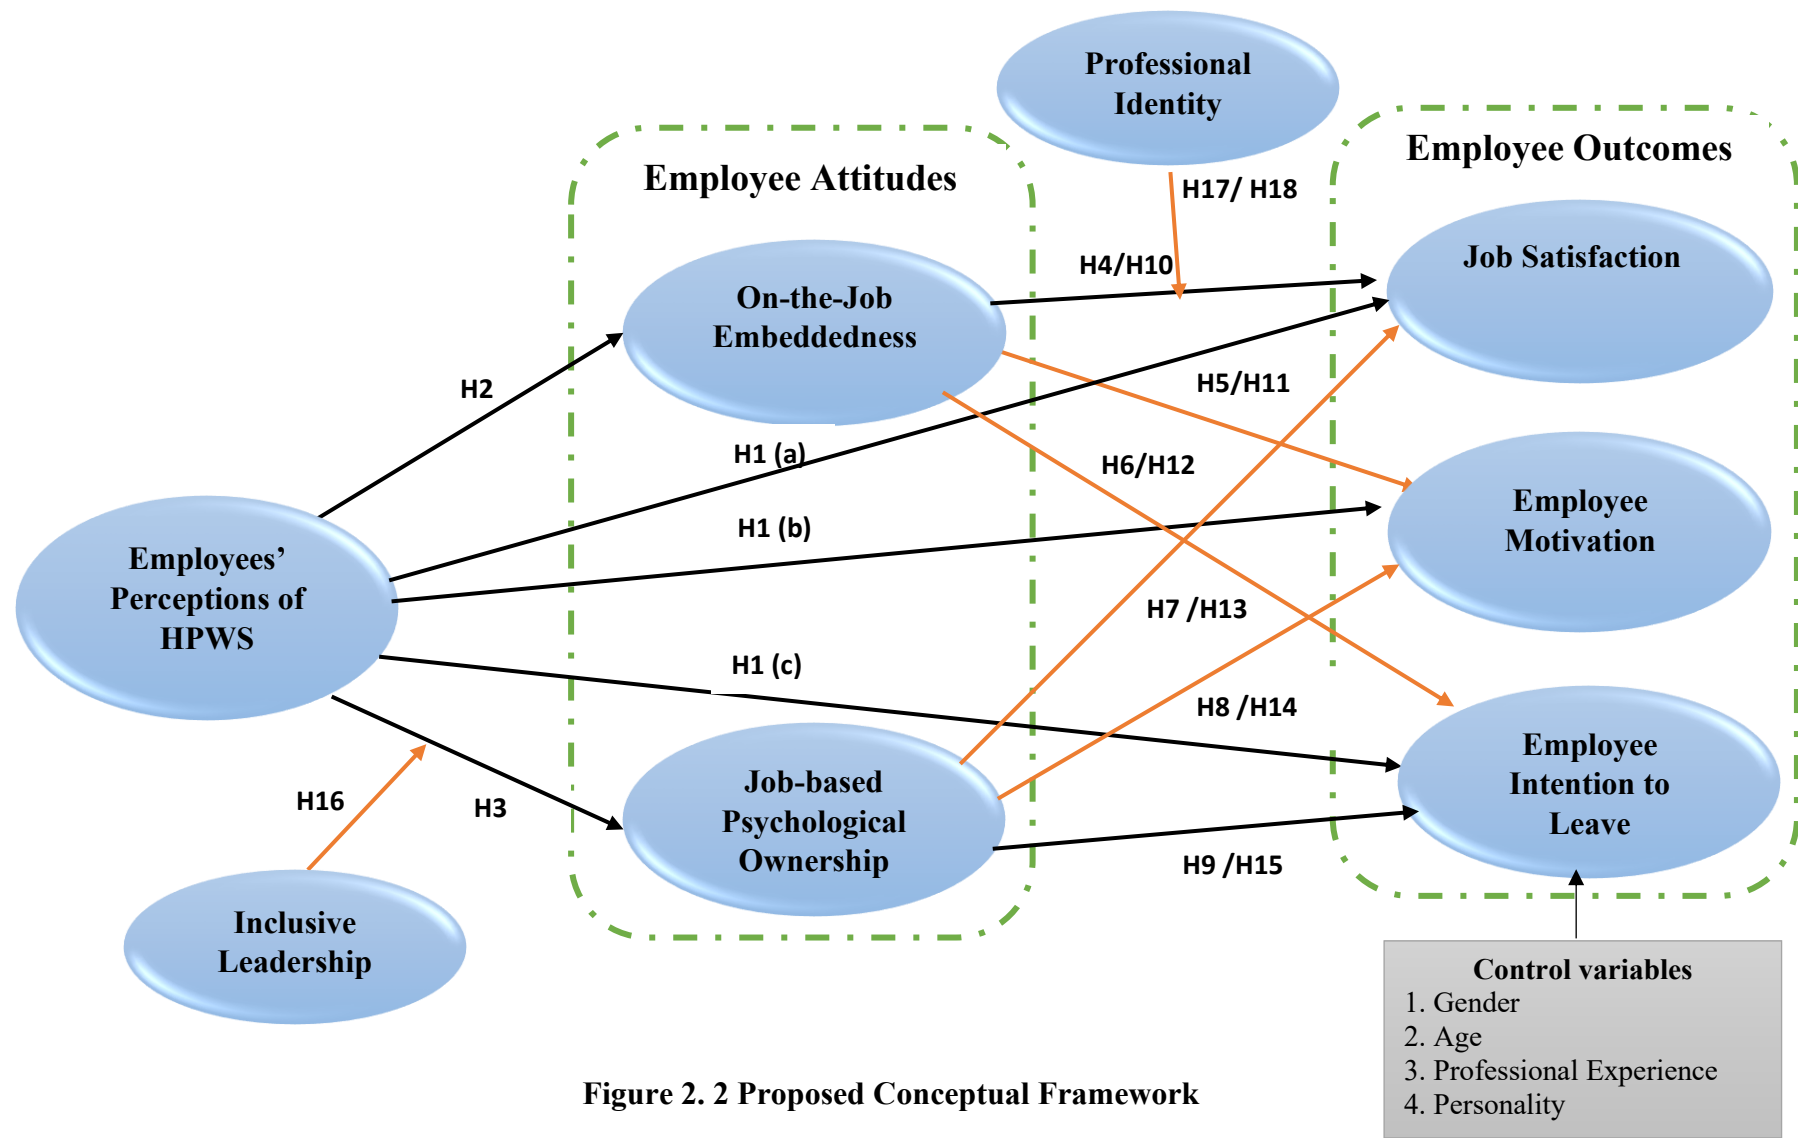 Professional
Identity
Employee Outcomes
Employee Attitudes
H17/ H18
Job Satisfaction
H4/H10
On-the-Job
Embeddedness
H2
H5/H11
H1 (a)
H6/H12
Employee
Motivation
H1 (b)
Employees’
Perceptions of
HPWS
H7 /H13
H1 (c)
H8 /H14
Employee
Intention to
Leave
Job-based
Psychological
Ownership
H16
H3
H9 /H15
Inclusive
Leadership
Control variables
1. Gender
2. Age
3. Professional Experience
4. Personality
Figure 2. 2 Proposed Conceptual Framework